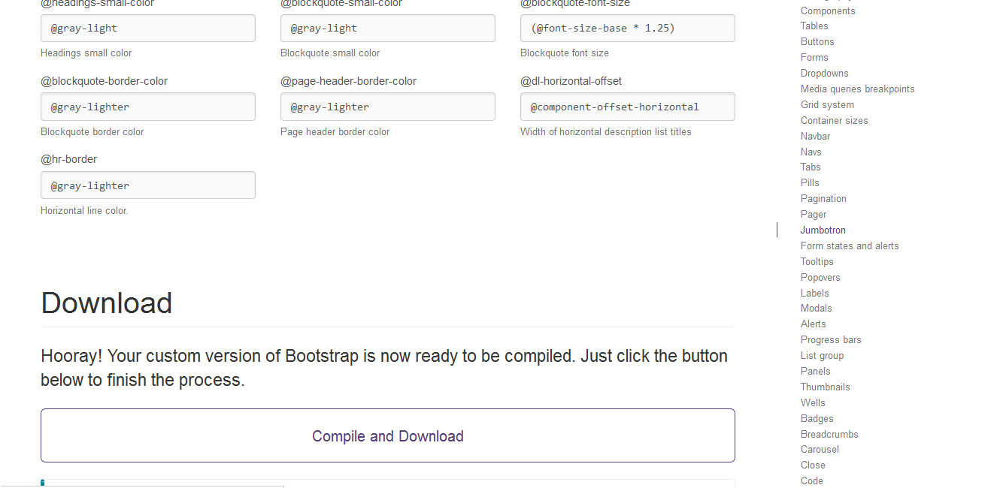 @headings-small-color
@blockquote-small-color
@blockquote-font-size
@gray-light
@gray-light
(@font-size-base * 1.25)
Headings small color
Blockquote small color
Blockquote font size
@blockquote-border-color
@page-header-border-color
@dl-horizontal-offset
@gray-lighter
@gray-lighter
@component-offset-horizontal
Blockquote border color
Page header border color
Width of horizontal description list titles
@hr-border
@gray-lighter
Horizontal line color.
Download
Hooray! Your custom version of Bootstrap is now ready to be compiled. Just click the button
below to finish the process.
Compile and Download
Components
Tables
Buttons
Forms
Dropdowns
Media queries breakpoints
Grid system
Container sizes
Navbar
Navs
Tabs
Pills
Pagination
Pager
Jumbotron
Form states and alerts
Tooltips
Popovers
Labels
Modals
Alerts
Progress bars
List group
Panels
Thumbnails
Wells
Badges
Breadcrumbs
Carousel
Close
Code